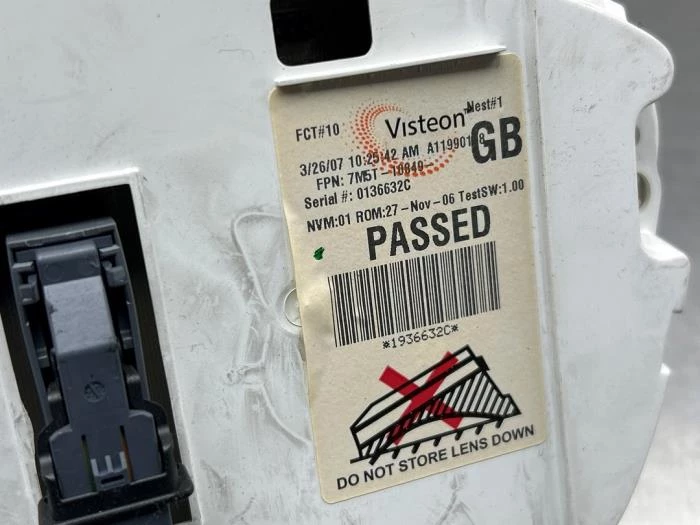 Nest#1
FCT#10 Visteon™ GB
3/26/07 10:25:42 AM
FPN: 7M5T-10849-
Serial #: 0136632C
NVM:01 ROM:27-Nov-06 TestSW:1.00
PASSED
*1936632C*
DO NOT STORE LENS DOWN